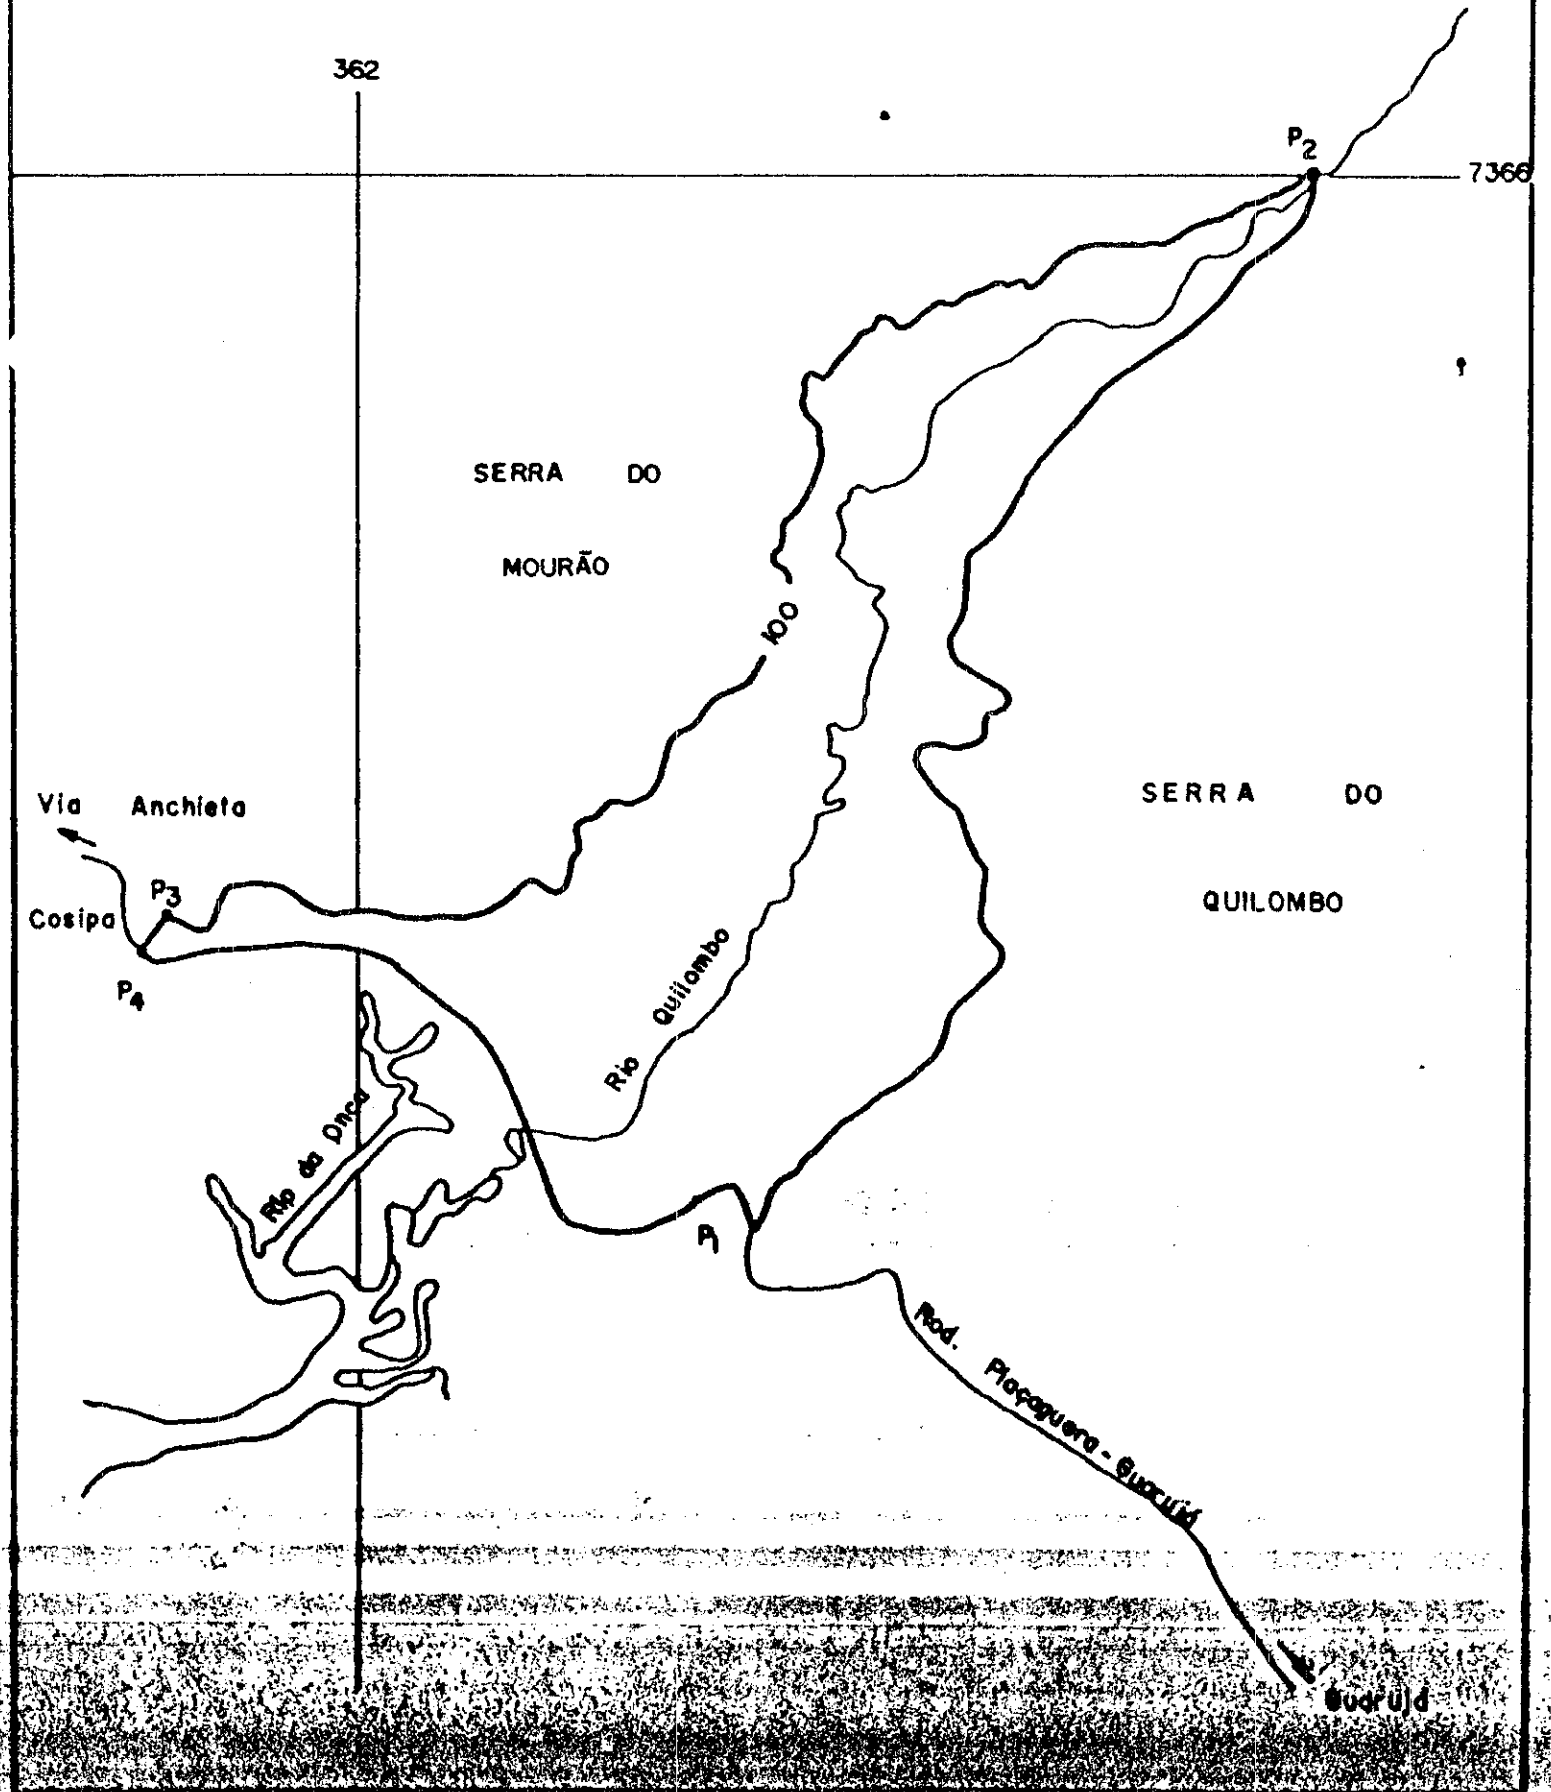 362
P2
7366
SERRA DO
MOURÃO
100
Via Anchieta
SERRA DO
P3
QUILOMBO
Cosipa
Rio Quilombo
P4
Rio da Onça
P1
Rod. Piaçaguera - Guarujá
Guarujá